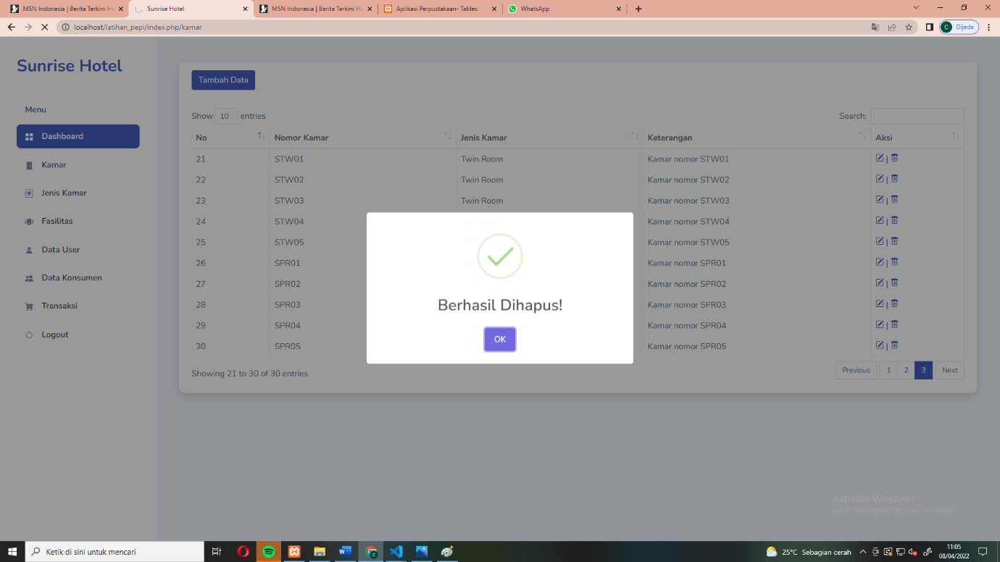 MSN Indonesia | Berita Terkini Ha
Sunrise Hotel
MSN Indonesia | Berita Terkini Ha
Aplikasi Perpustakaan- Tables
WhatsApp
localhost/latihan_pepi/index.php/kamar
C Dijeda
Sunrise Hotel
Menu
Dashboard
Kamar
Jenis Kamar
Fasilitas
Data User
Data Konsumen
Transaksi
Logout
Tambah Data
Show 10 entries
Search:
No Nomor Kamar Jenis Kamar Keterangan Aksi
21 STW01 Twin Room Kamar nomor STW01 |
22 STW02 Twin Room Kamar nomor STW02 |
23 STW03 Twin Room Kamar nomor STW03 |
24 STW04 Kamar nomor STW04 |
25 STW05 Kamar nomor STW05 |
26 SPR01 Kamar nomor SPR01 |
27 SPR02 Kamar nomor SPR02 |
28 SPR03 Kamar nomor SPR03 |
29 SPR04 Kamar nomor SPR04 |
30 SPR05 Kamar nomor SPR05 |
Showing 21 to 30 of 30 entries
Previous 1 2 3 Next
Berhasil Dihapus!
OK
Activate Windows
Go to Settings to activate Windows.
Ketik di sini untuk mencari
25°C Sebagian cerah
11:05
08/04/2022